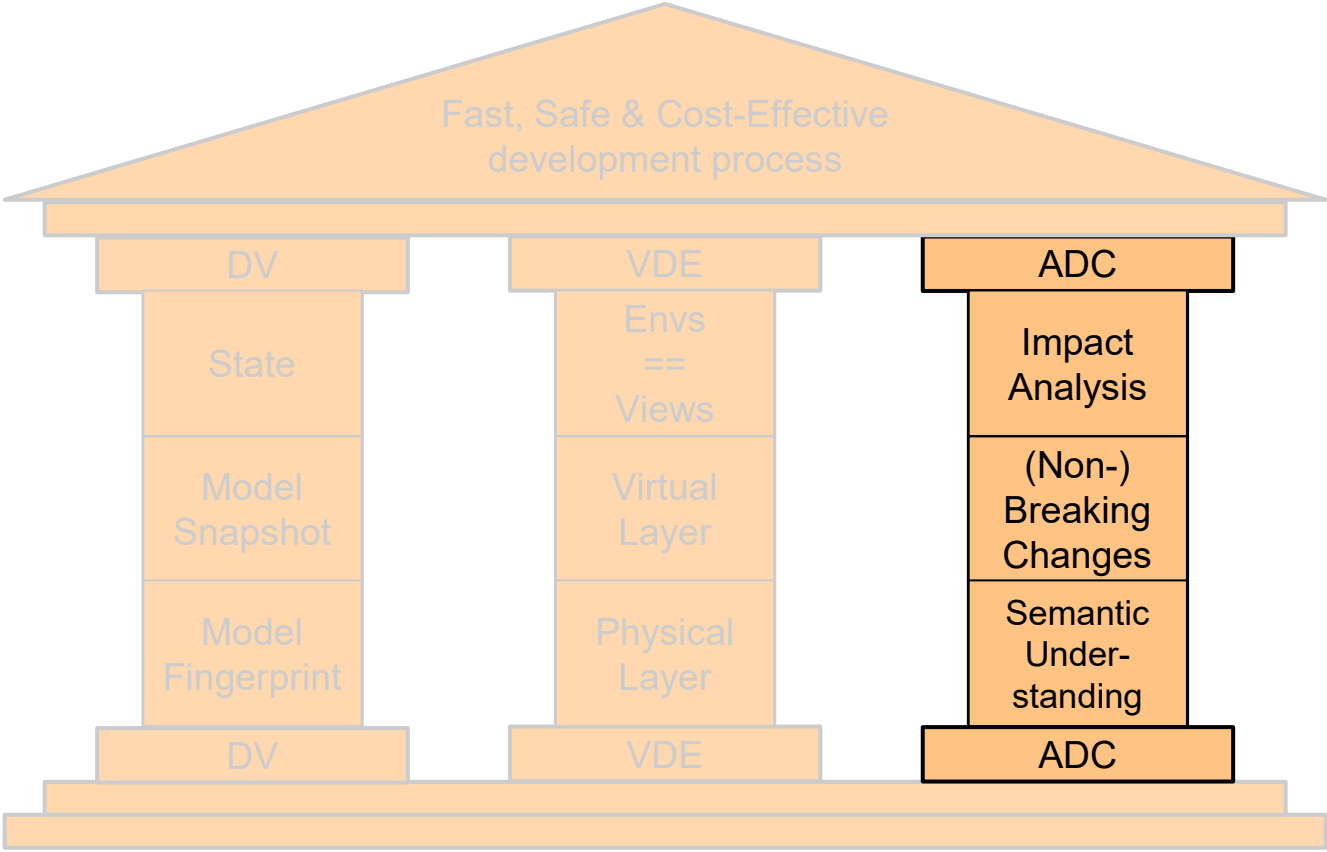 Fast, Safe & Cost-Effective
development process
DV
State
Model
Snapshot
Model
Fingerprint
DV
VDE
Envs
==
Views
Virtual
Layer
Physical
Layer
VDE
ADC
Impact
Analysis
(Non-)
Breaking
Changes
Semantic
Under-
standing
ADC